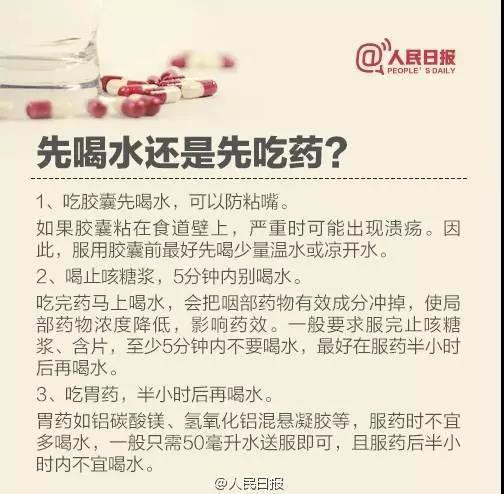 @人民日报
PEOPLE'S DAILY
先喝水还是先吃药?
1、吃胶囊先喝水，可以防粘嘴。
如果胶囊粘在食道壁上，严重时可能出现溃疡。因
此，服用胶囊前最好先喝少量温水或凉开水。
2、喝止咳糖浆，5分钟内别喝水。
吃完药马上喝水，会把咽部药物有效成分冲掉，使局
部药物浓度降低，影响药效。一般要求服完止咳糖
浆、含片，至少5分钟内不要喝水，最好在服药半小时
后再喝水。
3、吃胃药，半小时后再喝水。
胃药如铝碳酸镁、氢氧化铝混悬凝胶等，服药时不宜
多喝水，一般只需50毫升水送服即可，且服药后半小
时内不宜喝水。
@人民日报